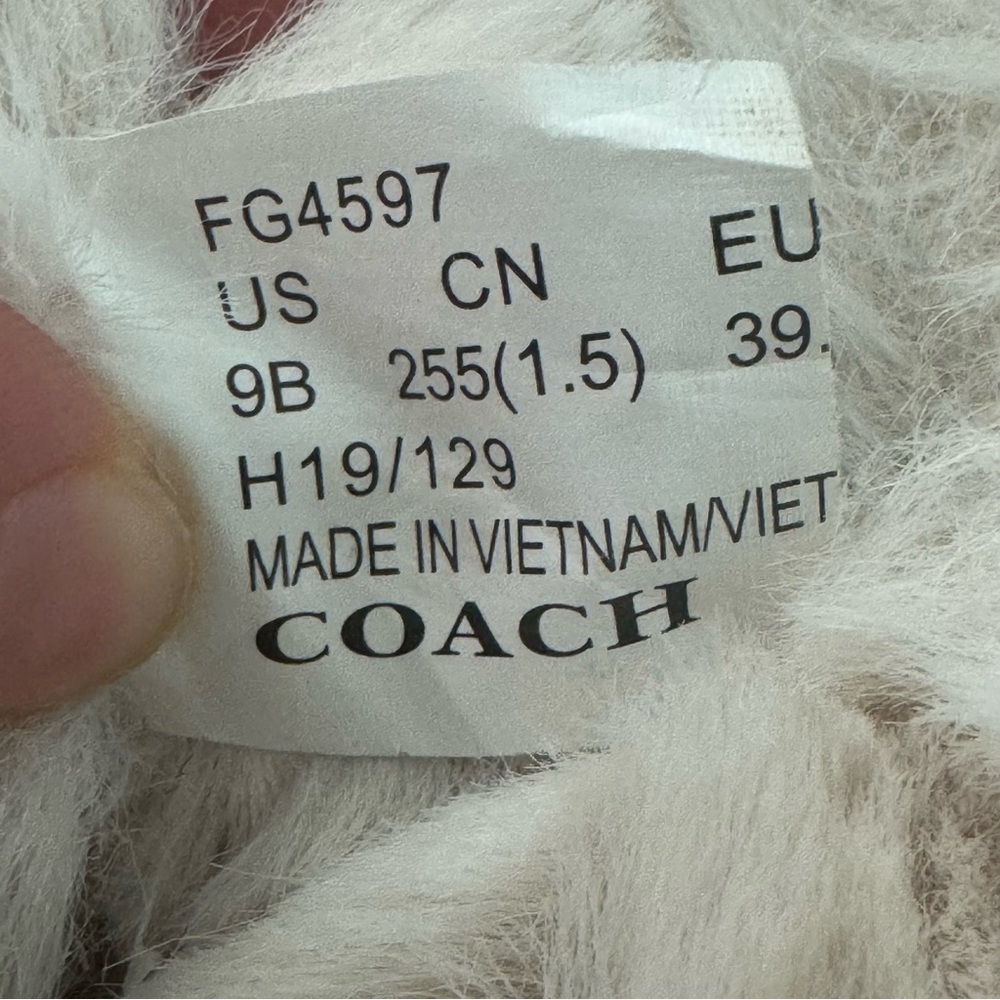 FG4597
US CN EU
9B 255(1.5) 39.
H19/129
MADE IN VIETNAM/VIET
COACH